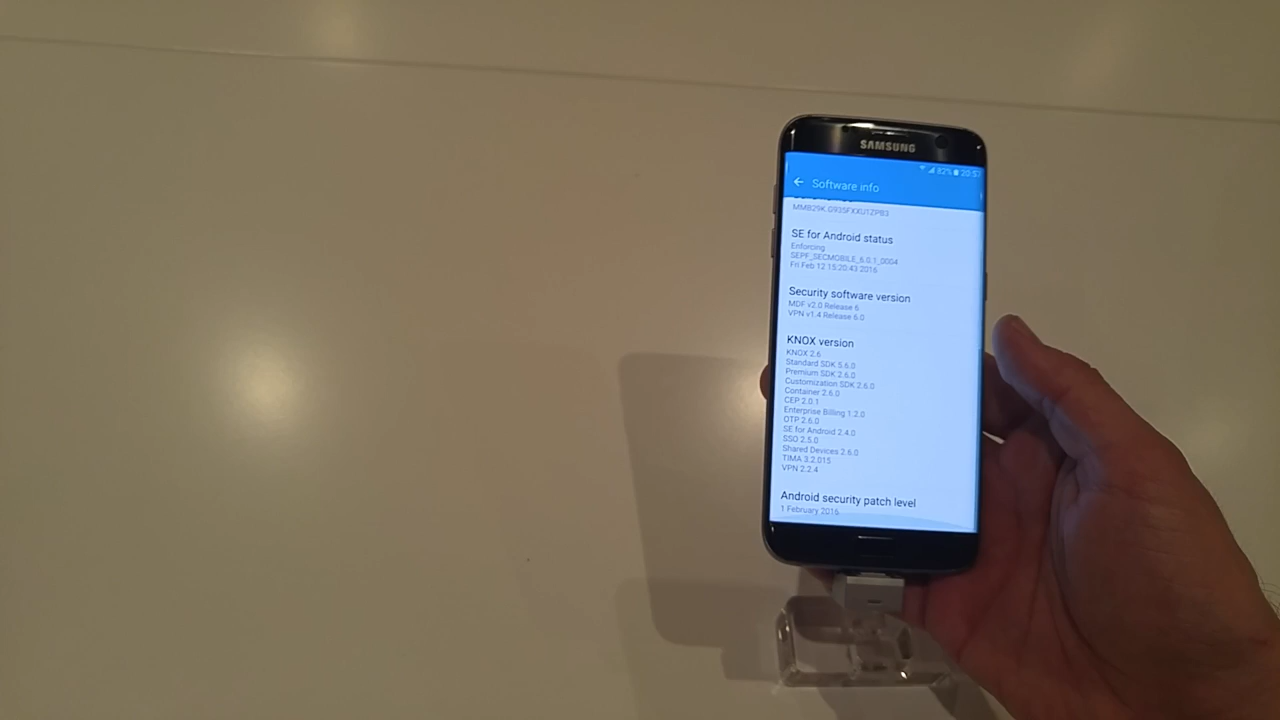 SAMSUNG
82% 20:57
Software info
MMB29K.G935FXXU1ZPB3
SE for Android status
Enforcing
SEPF_SECMOBILE_6.0.1_0004
Fri Feb 12 15:20:43 2016
Security software version
MDF v2.0 Release 6
VPN v1.4 Release 6.0
KNOX version
KNOX 2.6
Standard SDK 5.6.0
Premium SDK 2.6.0
Customization SDK 2.6.0
Container 2.6.0
CEP 2.0.1
Enterprise Billing 1.2.0
OTP 2.6.0
SE for Android 2.4.0
SSO 2.5.0
Shared Devices 2.6.0
TIMA 3.2.015
VPN 2.2.4
Android security patch level
1 February 2016